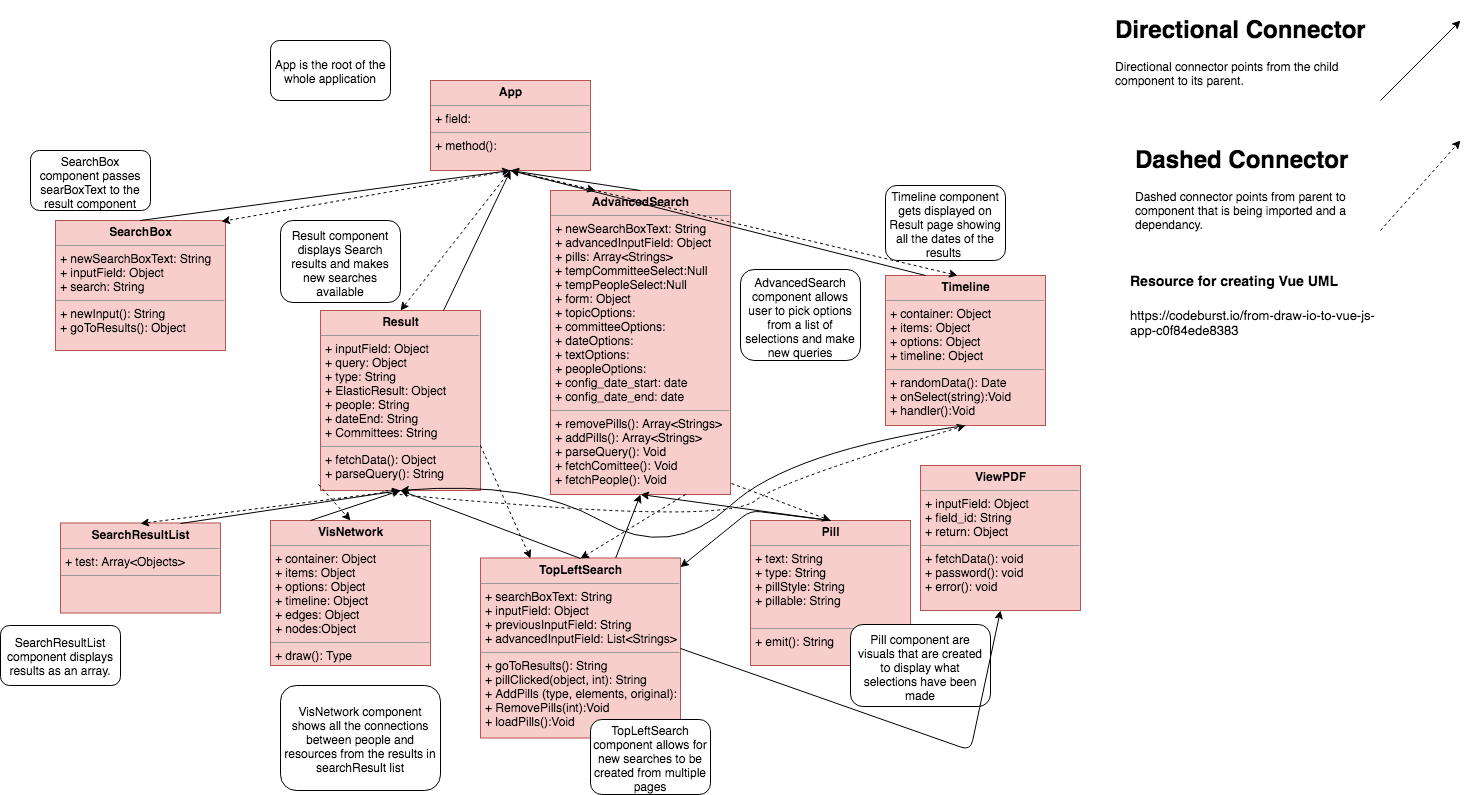 Directional Connector
Directional connector points from the child
component to its parent.
Dashed Connector
Dashed connector points from parent to
component that is being imported and a
dependancy.
Resource for creating Vue UML
https://codeburst.io/from-draw-io-to-vue-js-
app-c0f84ede8383
App is the root of the
whole application
App
+ field:
+ method():
SearchBox
component passes
searBoxText to the
result component
SearchBox
+ newSearchBoxText: String
+ inputField: Object
+ search: String
+ newInput(): String
+ goToResults(): Object
Result component
displays Search
results and makes
new searches
available
Result
+ inputField: Object
+ query: Object
+ type: String
+ ElasticResult: Object
+ people: String
+ dateEnd: String
+ Committees: String
+ fetchData(): Object
+ parseQuery(): String
AdvancedSearch
+ newSearchBoxText: String
+ advancedInputField: Object
+ pills: Array<Strings>
+ tempCommitteeSelect:Null
+ tempPeopleSelect:Null
+ form: Object
+ topicOptions:
+ committeeOptions:
+ dateOptions:
+ textOptions:
+ peopleOptions:
+ config_date_start: date
+ config_date_end: date
+ removePills(): Array<Strings>
+ addPills(): Array<Strings>
+ parseQuery(): Void
+ fetchComittee(): Void
+ fetchPeople(): Void
AdvancedSearch
component allows
user to pick options
from a list of
selections and make
new queries
Timeline component
gets displayed on
Result page showing
all the dates of the
results
Timeline
+ container: Object
+ items: Object
+ options: Object
+ timeline: Object
+ randomData(): Date
+ onSelect(string):Void
+ handler():Void
ViewPDF
+ inputField: Object
+ field_id: String
+ return: Object
+ fetchData(): void
+ password(): void
+ error(): void
SearchResultList
+ test: Array<Objects>
SearchResultList
component displays
results as an array.
VisNetwork
+ container: Object
+ items: Object
+ options: Object
+ timeline: Object
+ edges: Object
+ nodes:Object
+ draw(): Type
VisNetwork component
shows all the connections
between people and
resources from the results in
searchResult list
TopLeftSearch
+ searchBoxText: String
+ inputField: Object
+ previousInputField: String
+ advancedInputField: List<Strings>
+ goToResults(): String
+ pillClicked(object, int): String
+ AddPills (type, elements, original):
+ RemovePills(int):Void
+ loadPills():Void
TopLeftSearch
component allows for
new searches to be
created from multiple
pages
Pill
+ text: String
+ type: String
+ pillStyle: String
+ pillable: String
+ emit(): String
Pill component are
visuals that are created
to display what
selections have been
made